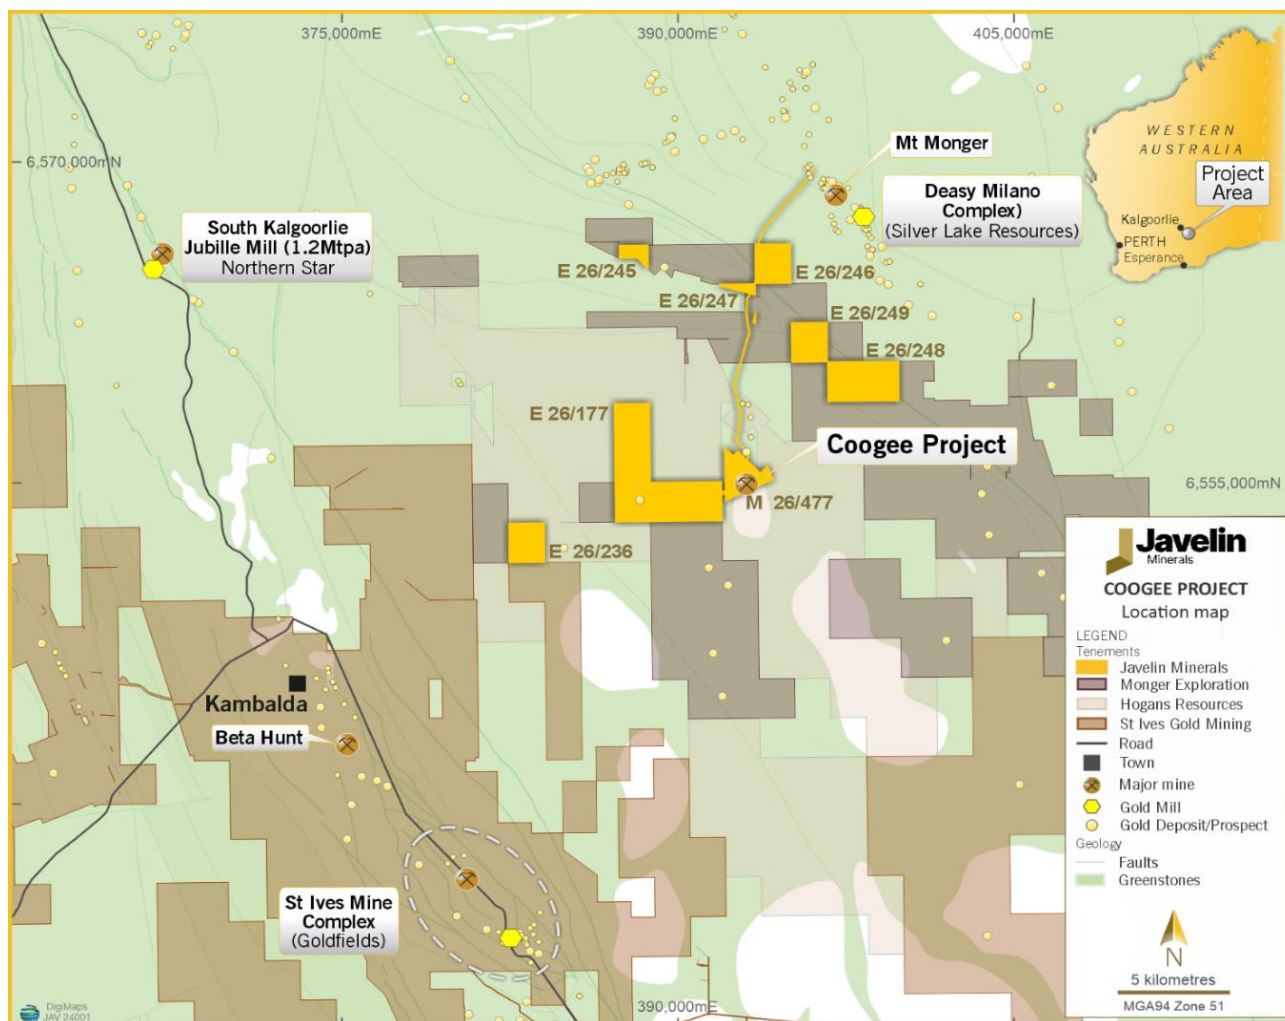 375,000mE
390,000mE
405,000mE
6,570,000mN
WESTERN
AUSTRALIA
Project
Area
Kalgoorlie
PERTH
Esperance
Mt Monger
Deasy Milano
Complex)
(Silver Lake Resources)
South Kalgoorlie
Jubille Mill (1.2Mtpa)
Northern Star
E 26/245
E 26/246
E 26/247
E 26/249
E 26/248
E 26/177
Coogee Project
M 26/477
6,555,000mN
E 26/236
Kambalda
Beta Hunt
St Ives Mine
Complex
(Goldfields)
Javelin
Minerals
COOGEE PROJECT
Location map
LEGEND
Tenements
Javelin Minerals
Monger Exploration
Hogans Resources
St Ives Gold Mining
Road
Town
Major mine
Gold Mill
Gold Deposit/Prospect
Geology
Faults
Greenstones
N
5 kilometres
MGA94 Zone 51
390,000mE
DigiMaps
JAV 24001